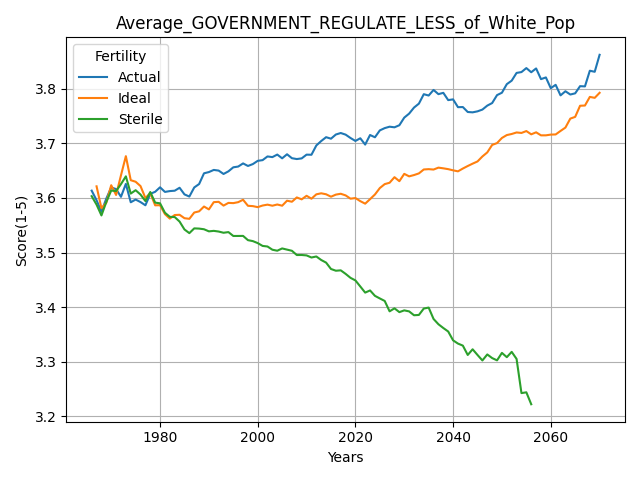 Average_GOVERNMENT_REGULATE_LESS_of_White_Pop
Fertility
Actual
Ideal
Sterile
Score(1-5)
3.8
3.7
3.6
3.5
3.4
3.3
3.2
1980 2000 2020 2040 2060
Years